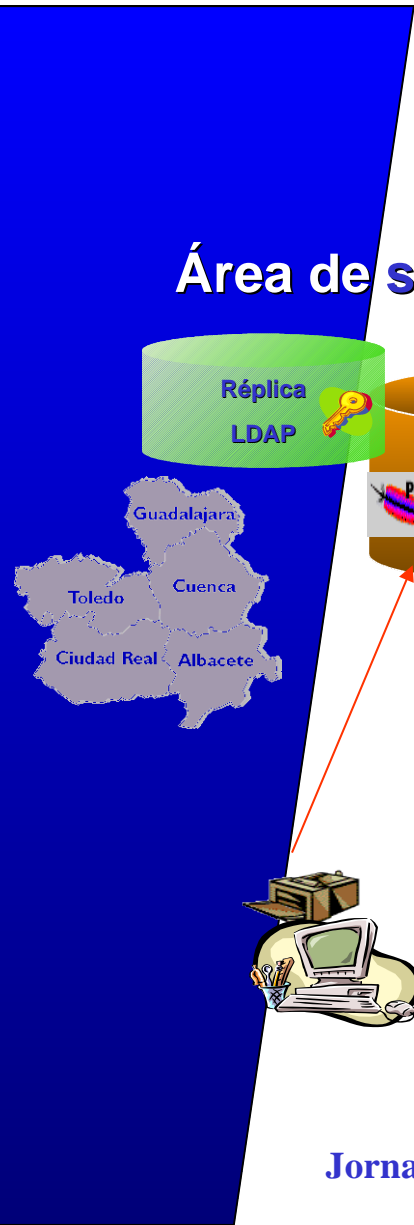 Área de s
Réplica
LDAP
P
Guadalajara
Toledo
Cuenca
Ciudad Real
Albacete
Jorna